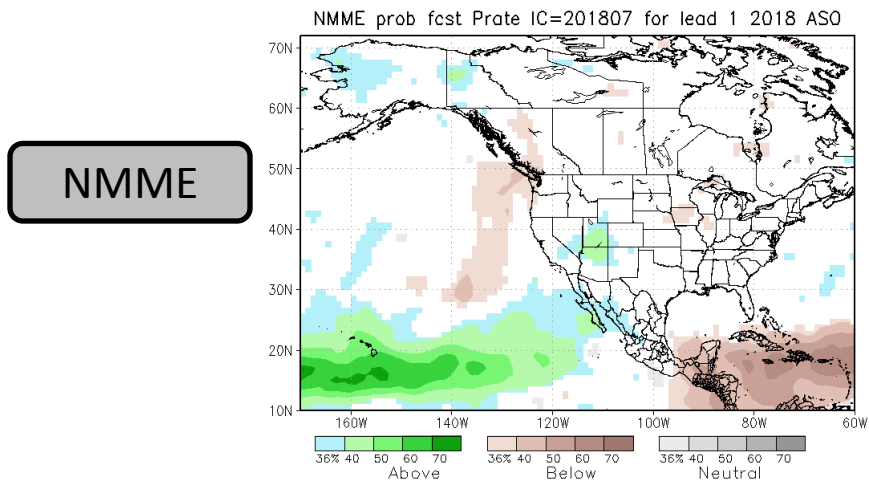 NMME prob fcst Prate IC=201807 for lead 1 2018 ASO
NMME
70N
60N
50N
40N
30N
20N
10N
160W 140W 120W 100W 80W 60W
36% 40 50 60 70 36% 40 50 60 70 36% 40 50 60 70
Above Below Neutral